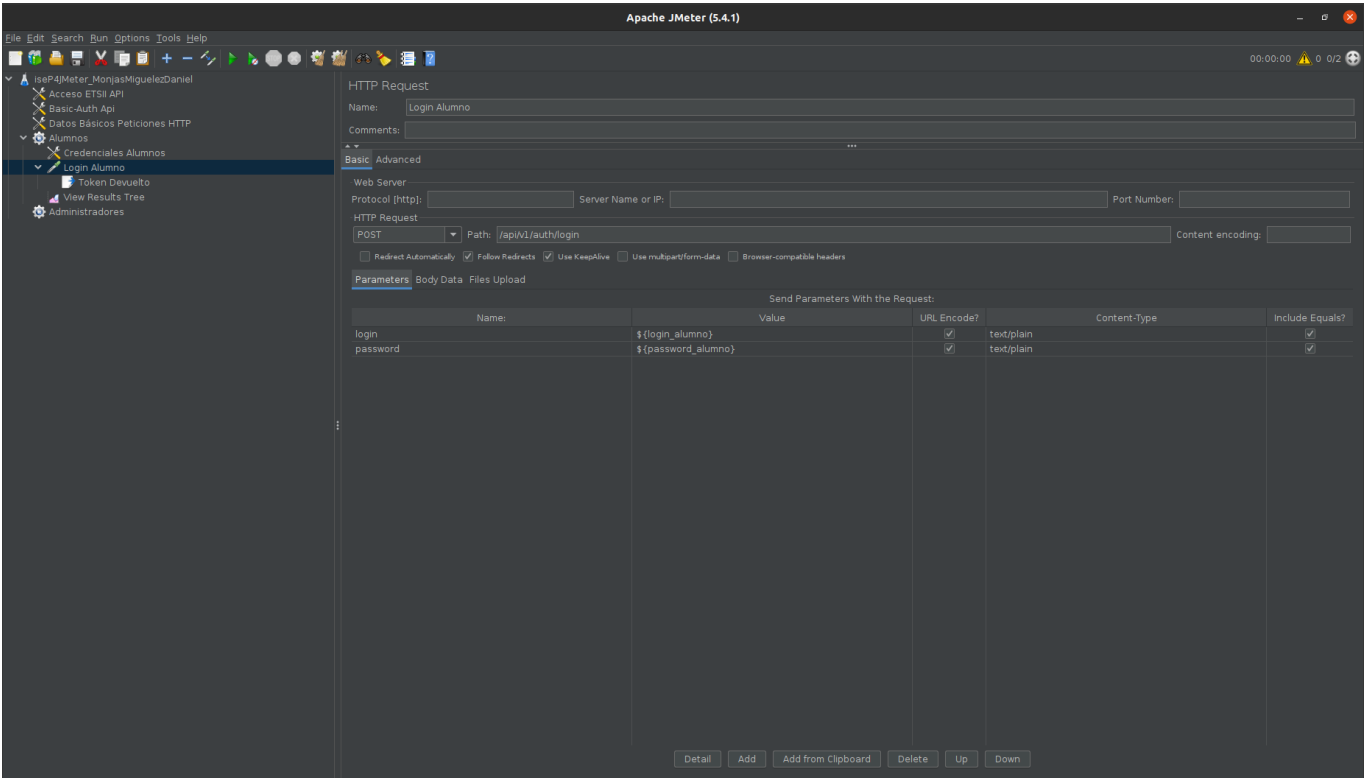 Apache JMeter (5.4.1)
File Edit Search Run Options Tools Help
00:00:00 0 0/2
iseP4JMeter_MonjasMiguelezDaniel
Acceso ETSII API
Basic-Auth Api
Datos Básicos Peticiones HTTP
Alumnos
Credenciales Alumnos
Login Alumno
Token Devuelto
View Results Tree
Administradores
HTTP Request
Name: Login Alumno
Comments:
Basic Advanced
Web Server
Protocol [http]: Server Name or IP: Port Number:
HTTP Request
POST Path: /api/v1/auth/login Content encoding:
Redirect Automatically Follow Redirects Use KeepAlive Use multipart/form-data Browser-compatible headers
Parameters Body Data Files Upload
Send Parameters With the Request:
Name: Value URL Encode? Content-Type Include Equals?
login ${login_alumno} text/plain
password ${password_alumno} text/plain
Detail Add Add from Clipboard Delete Up Down